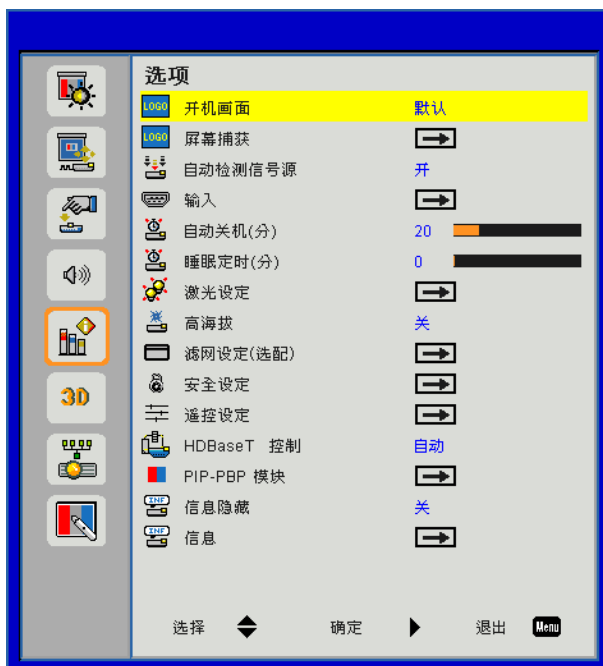 选项
LOGO 开机画面 默认
LOGO 屏幕捕获
自动检测信号源 开
输入
自动关机(分) 20
睡眠定时(分) 0
激光设定
高海拔 关
滤网设定(选配)
安全设定
遥控设定
3D
HDBaseT 控制 自动
PIP-PBP 模块
INF 信息隐藏 关
INF 信息
选择 确定 退出 Menu